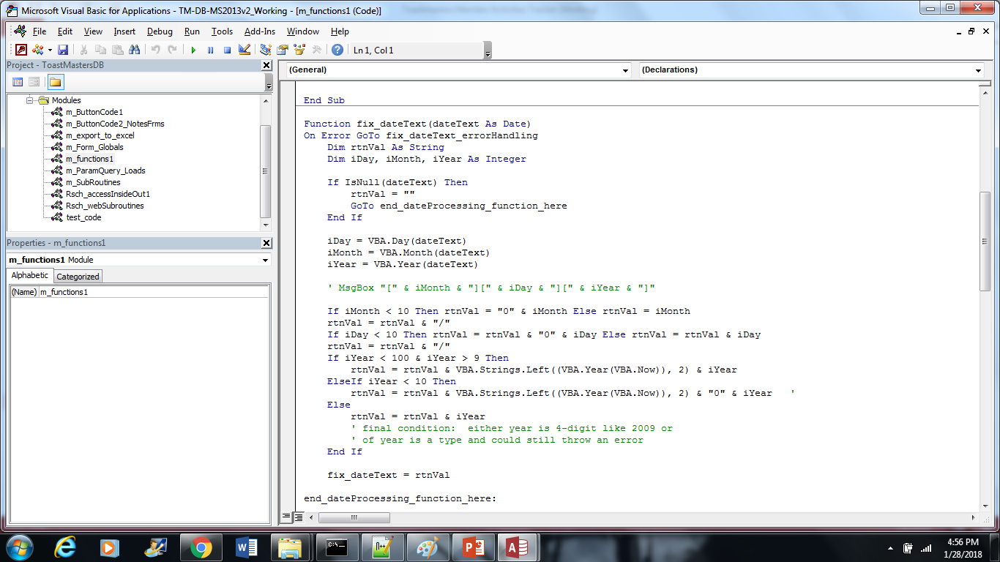 Microsoft Visual Basic for Applications - TM-DB-MS2013v2_Working - [m_functions1 (Code)]
File Edit View Insert Debug Run Tools Add-Ins Window Help
Ln 1, Col 1
Project - ToastMastersDB
(General) (Declarations)
Modules
m_ButtonCode1
m_ButtonCode2_NotesFrms
m_export_to_excel
m_Form_Globals
m_functions1
m_ParamQuery_Loads
m_SubRoutines
Rsch_accessInsideOut1
Rsch_webSubroutines
test_code
Properties - m_functions1
m_functions1 Module
Alphabetic Categorized
(Name) m_functions1
End Sub
Function fix_dateText(dateText As Date)
On Error GoTo fix_dateText_errorHandling
Dim rtnVal As String
Dim iDay, iMonth, iYear As Integer
If IsNull(dateText) Then
rtnVal = ""
GoTo end_dateProcessing_function_here
End If
iDay = VBA.Day(dateText)
iMonth = VBA.Month(dateText)
iYear = VBA.Year(dateText)
' MsgBox "[" & iMonth & "][" & iDay & "][" & iYear & "]"
If iMonth < 10 Then rtnVal = "0" & iMonth Else rtnVal = iMonth
rtnVal = rtnVal & "/"
If iDay < 10 Then rtnVal = rtnVal & "0" & iDay Else rtnVal = rtnVal & iDay
rtnVal = rtnVal & "/"
If iYear < 100 & iYear > 9 Then
rtnVal = rtnVal & VBA.Strings.Left((VBA.Year(VBA.Now)), 2) & iYear
ElseIf iYear < 10 Then
rtnVal = rtnVal & VBA.Strings.Left((VBA.Year(VBA.Now)), 2) & "0" & iYear '
Else
rtnVal = rtnVal & iYear
' final condition: either year is 4-digit like 2009 or
' of year is a type and could still throw an error
End If
fix_dateText = rtnVal
end_dateProcessing_function_here:
4:56 PM
1/28/2018